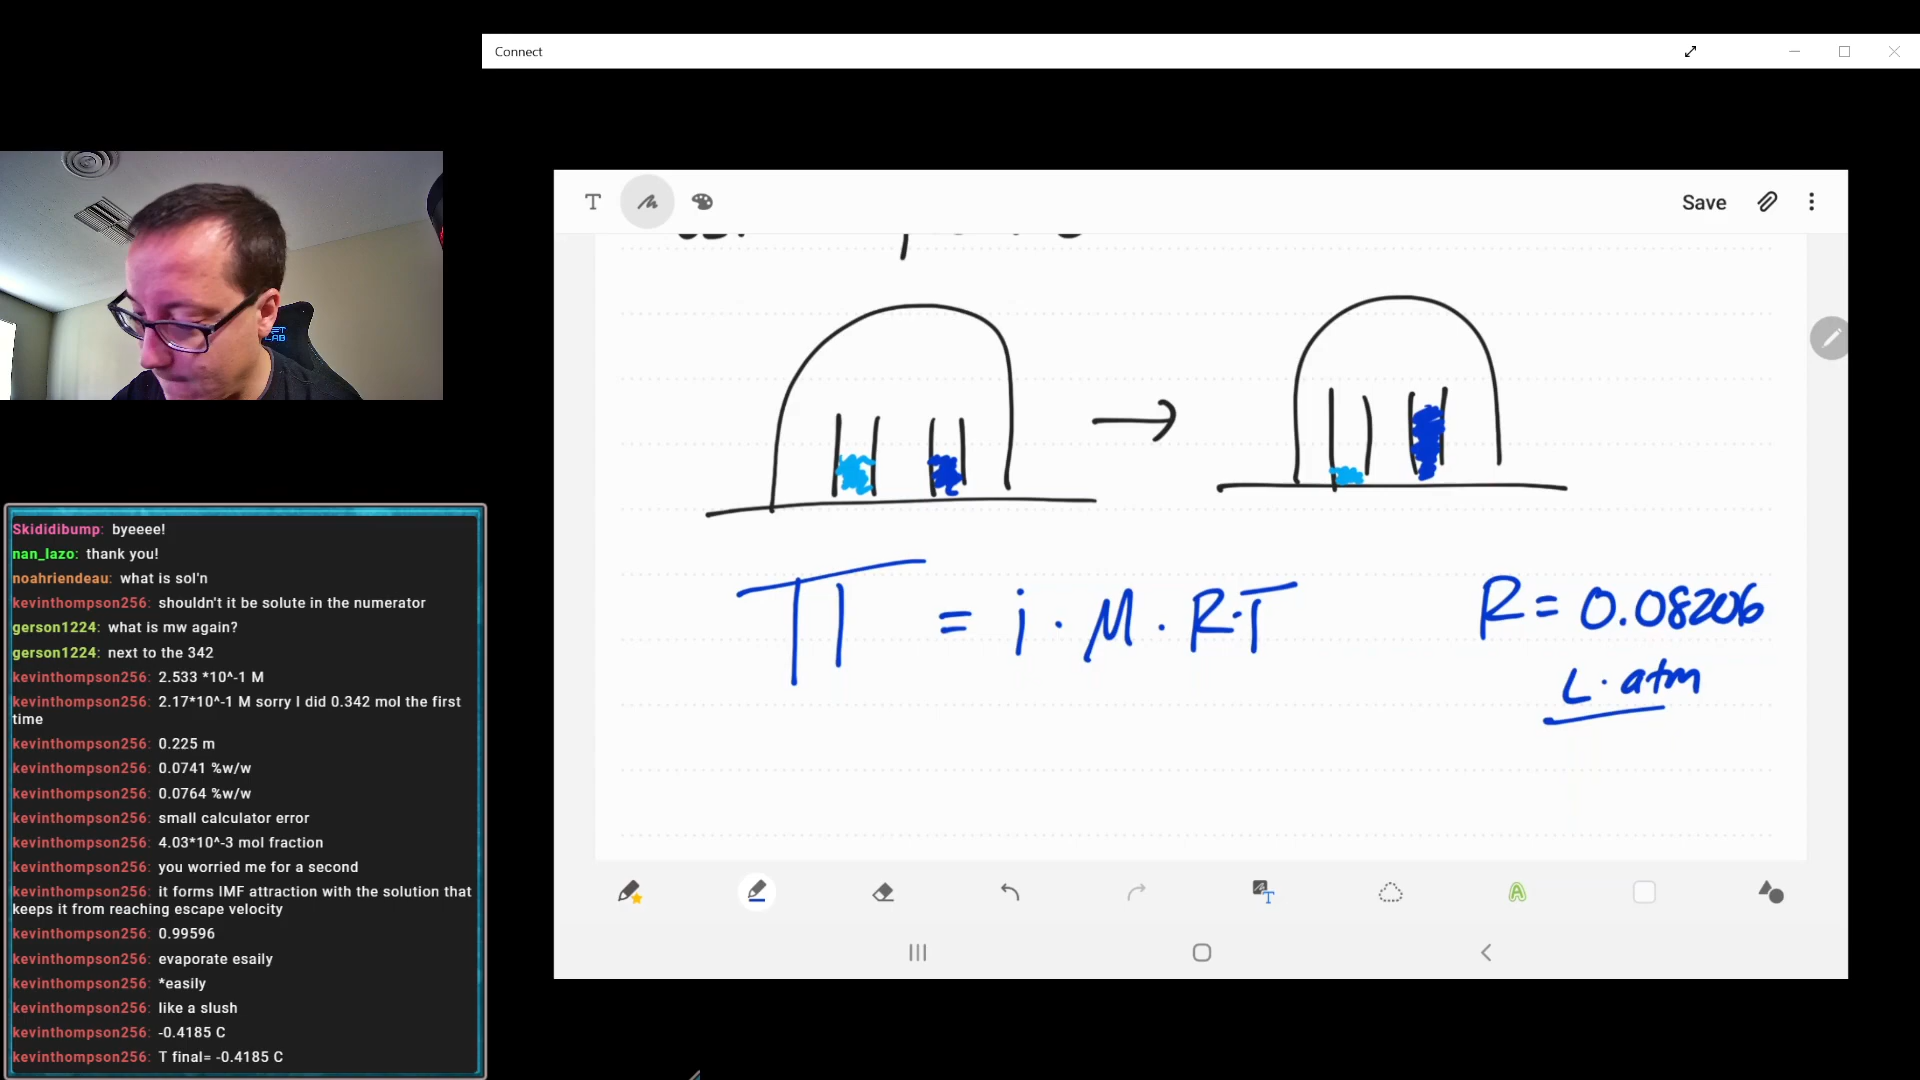 Connect
T
Save
Π = i · M · R·T
R = 0.08206
L · atm
Skididibump: byeeee!
nan_lazo: thank you!
noahriendeau: what is sol'n
kevinthompson256: shouldn't it be solute in the numerator
gerson1224: what is mw again?
gerson1224: next to the 342
kevinthompson256: 2.533 *10^-1 M
kevinthompson256: 2.17*10^-1 M sorry I did 0.342 mol the first
time
kevinthompson256: 0.225 m
kevinthompson256: 0.0741 %w/w
kevinthompson256: 0.0764 %w/w
kevinthompson256: small calculator error
kevinthompson256: 4.03*10^-3 mol fraction
kevinthompson256: you worried me for a second
kevinthompson256: it forms IMF attraction with the solution that
keeps it from reaching escape velocity
kevinthompson256: 0.99596
kevinthompson256: evaporate esaily
kevinthompson256: *easily
kevinthompson256: like a slush
kevinthompson256: -0.4185 C
kevinthompson256: T final= -0.4185 C